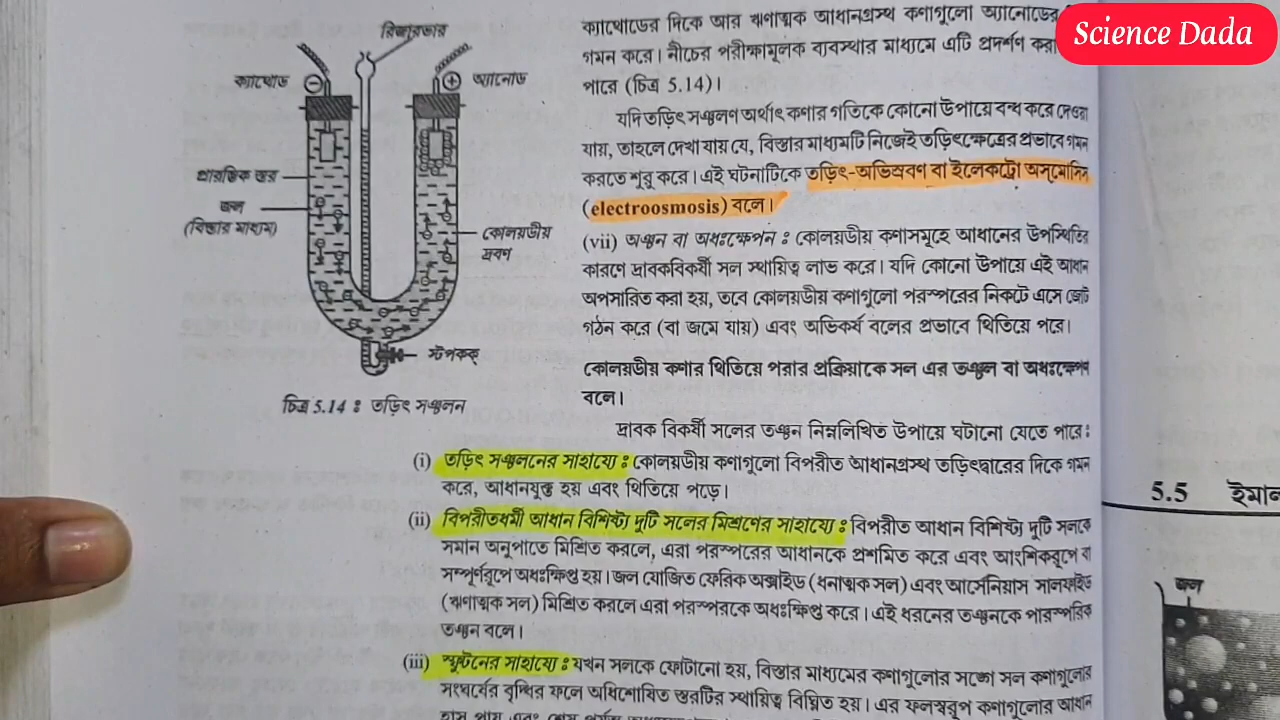 Science Dada
রিজারভার
ক্যাথোড
অ্যানোড
প্রারম্ভিক স্তর
জল
(বিস্তার মাধ্যম)
কোলয়ডীয়
দ্রবণ
স্টপকক্
চিত্র 5.14 : তড়িৎ সঞ্চলন
ক্যাথোডের দিকে আর ঋণাত্মক আধানগ্রস্থ কণাগুলো অ্যানোডের
গমন করে। নীচের পরীক্ষামূলক ব্যবস্থার মাধ্যমে এটি প্রদর্শণ করা
পারে (চিত্র 5.14)।
যদি তড়িৎ সঞ্চলণ অর্থাৎ কণার গতিকে কোনো উপায়ে বন্ধ করে দেওয়া
যায়, তাহলে দেখা যায় যে, বিস্তার মাধ্যমটি নিজেই তড়িৎক্ষেত্রের প্রভাবে গমন
করতে শুরু করে। এই ঘটনাটিকে তড়িৎ-অভিস্রবণ বা ইলেকট্রো অসমোসিস
(electroosmosis) বলে।
(vii) তঞ্চন বা অধঃক্ষেপন : কোলয়ডীয় কণাসমূহে আধানের উপস্থিতির
কারণে দ্রাবকবিকর্ষী সল স্থায়িত্ব লাভ করে। যদি কোনো উপায়ে এই আধান
অপসারিত করা হয়, তবে কোলয়ডীয় কণাগুলো পরস্পরের নিকটে এসে জোট
গঠন করে (বা জমে যায়) এবং অভিকর্ষ বলের প্রভাবে থিতিয়ে পরে।
কোলয়ডীয় কণার থিতিয়ে পরার প্রক্রিয়াকে সল এর তঞ্চন বা অধঃক্ষেপণ
বলে।
দ্রাবক বিকর্ষী সলের তঞ্চন নিম্নলিখিত উপায়ে ঘটানো যেতে পারে:
(i) তড়িৎ সঞ্চলনের সাহায্যে : কোলয়ডীয় কণাগুলো বিপরীত আধানগ্রস্থ তড়িৎদ্বারের দিকে গমন
করে, আধানযুক্ত হয় এবং থিতিয়ে পড়ে।
(ii) বিপরীতধর্মী আধান বিশিষ্ট্য দুটি সলের মিশ্রণের সাহায্যে : বিপরীত আধান বিশিষ্ট্য দুটি সলকে
সমান অনুপাতে মিশ্রিত করলে, এরা পরস্পরের আধানকে প্রশমিত করে এবং আংশিকরূপে বা
সম্পূর্ণরূপে অধঃক্ষিপ্ত হয়। জল যোজিত ফেরিক অক্সাইড (ধনাত্মক সল) এবং আর্সেনিয়াস সালফাইড
(ঋণাত্মক সল) মিশ্রিত করলে এরা পরস্পরকে অধঃক্ষিপ্ত করে। এই ধরনের তঞ্চনকে পারস্পরিক
তঞ্চন বলে।
(iii) স্ফুটনের সাহায্যে : যখন সলকে ফোটানো হয়, বিস্তার মাধ্যমের কণাগুলোর সঙ্গে সল কণাগুলোর
সংঘর্ষের বৃদ্ধির ফলে অধিশোষিত স্তরটির স্থায়িত্ব বিঘ্নিত হয়। এর ফলস্বরূপ কণাগুলোর আধান
5.5
জল